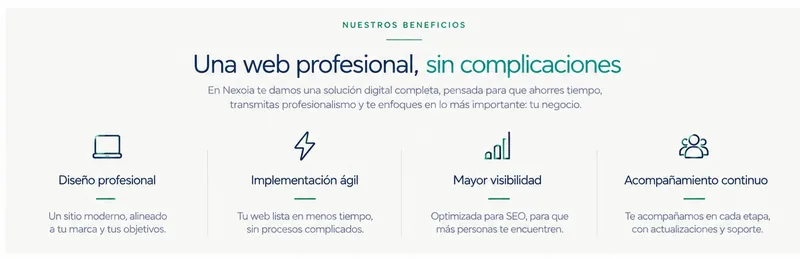 NUESTROS BENEFICIOS
Una web profesional, sin complicaciones
En Nexoia te damos una solución digital completa, pensada para que ahorres tiempo,
transmitas profesionalismo y te enfoques en lo más importante: tu negocio.
Diseño profesional
Un sitio moderno, alineado
a tu marca y tus objetivos.
Implementación ágil
Tu web lista en menos tiempo,
sin procesos complicados.
Mayor visibilidad
Optimizada para SEO, para que
más personas te encuentren.
Acompañamiento continuo
Te acompañamos en cada etapa,
con actualizaciones y soporte.